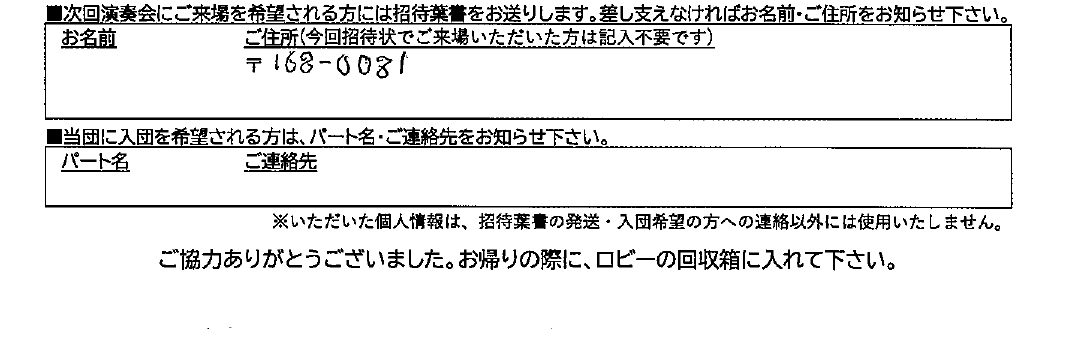 ■次回演奏会にご来場を希望される方には招待葉書をお送りします。差し支えなければお名前・ご住所をお知らせ下さい。
お名前 ご住所(今回招待状でご来場いただいた方は記入不要です)
〒168-0081
■当団に入団を希望される方は、パート名・ご連絡先をお知らせ下さい。
パート名 ご連絡先
※いただいた個人情報は、招待葉書の発送・入団希望の方への連絡以外には使用いたしません。
ご協力ありがとうございました。お帰りの際に、ロビーの回収箱に入れて下さい。